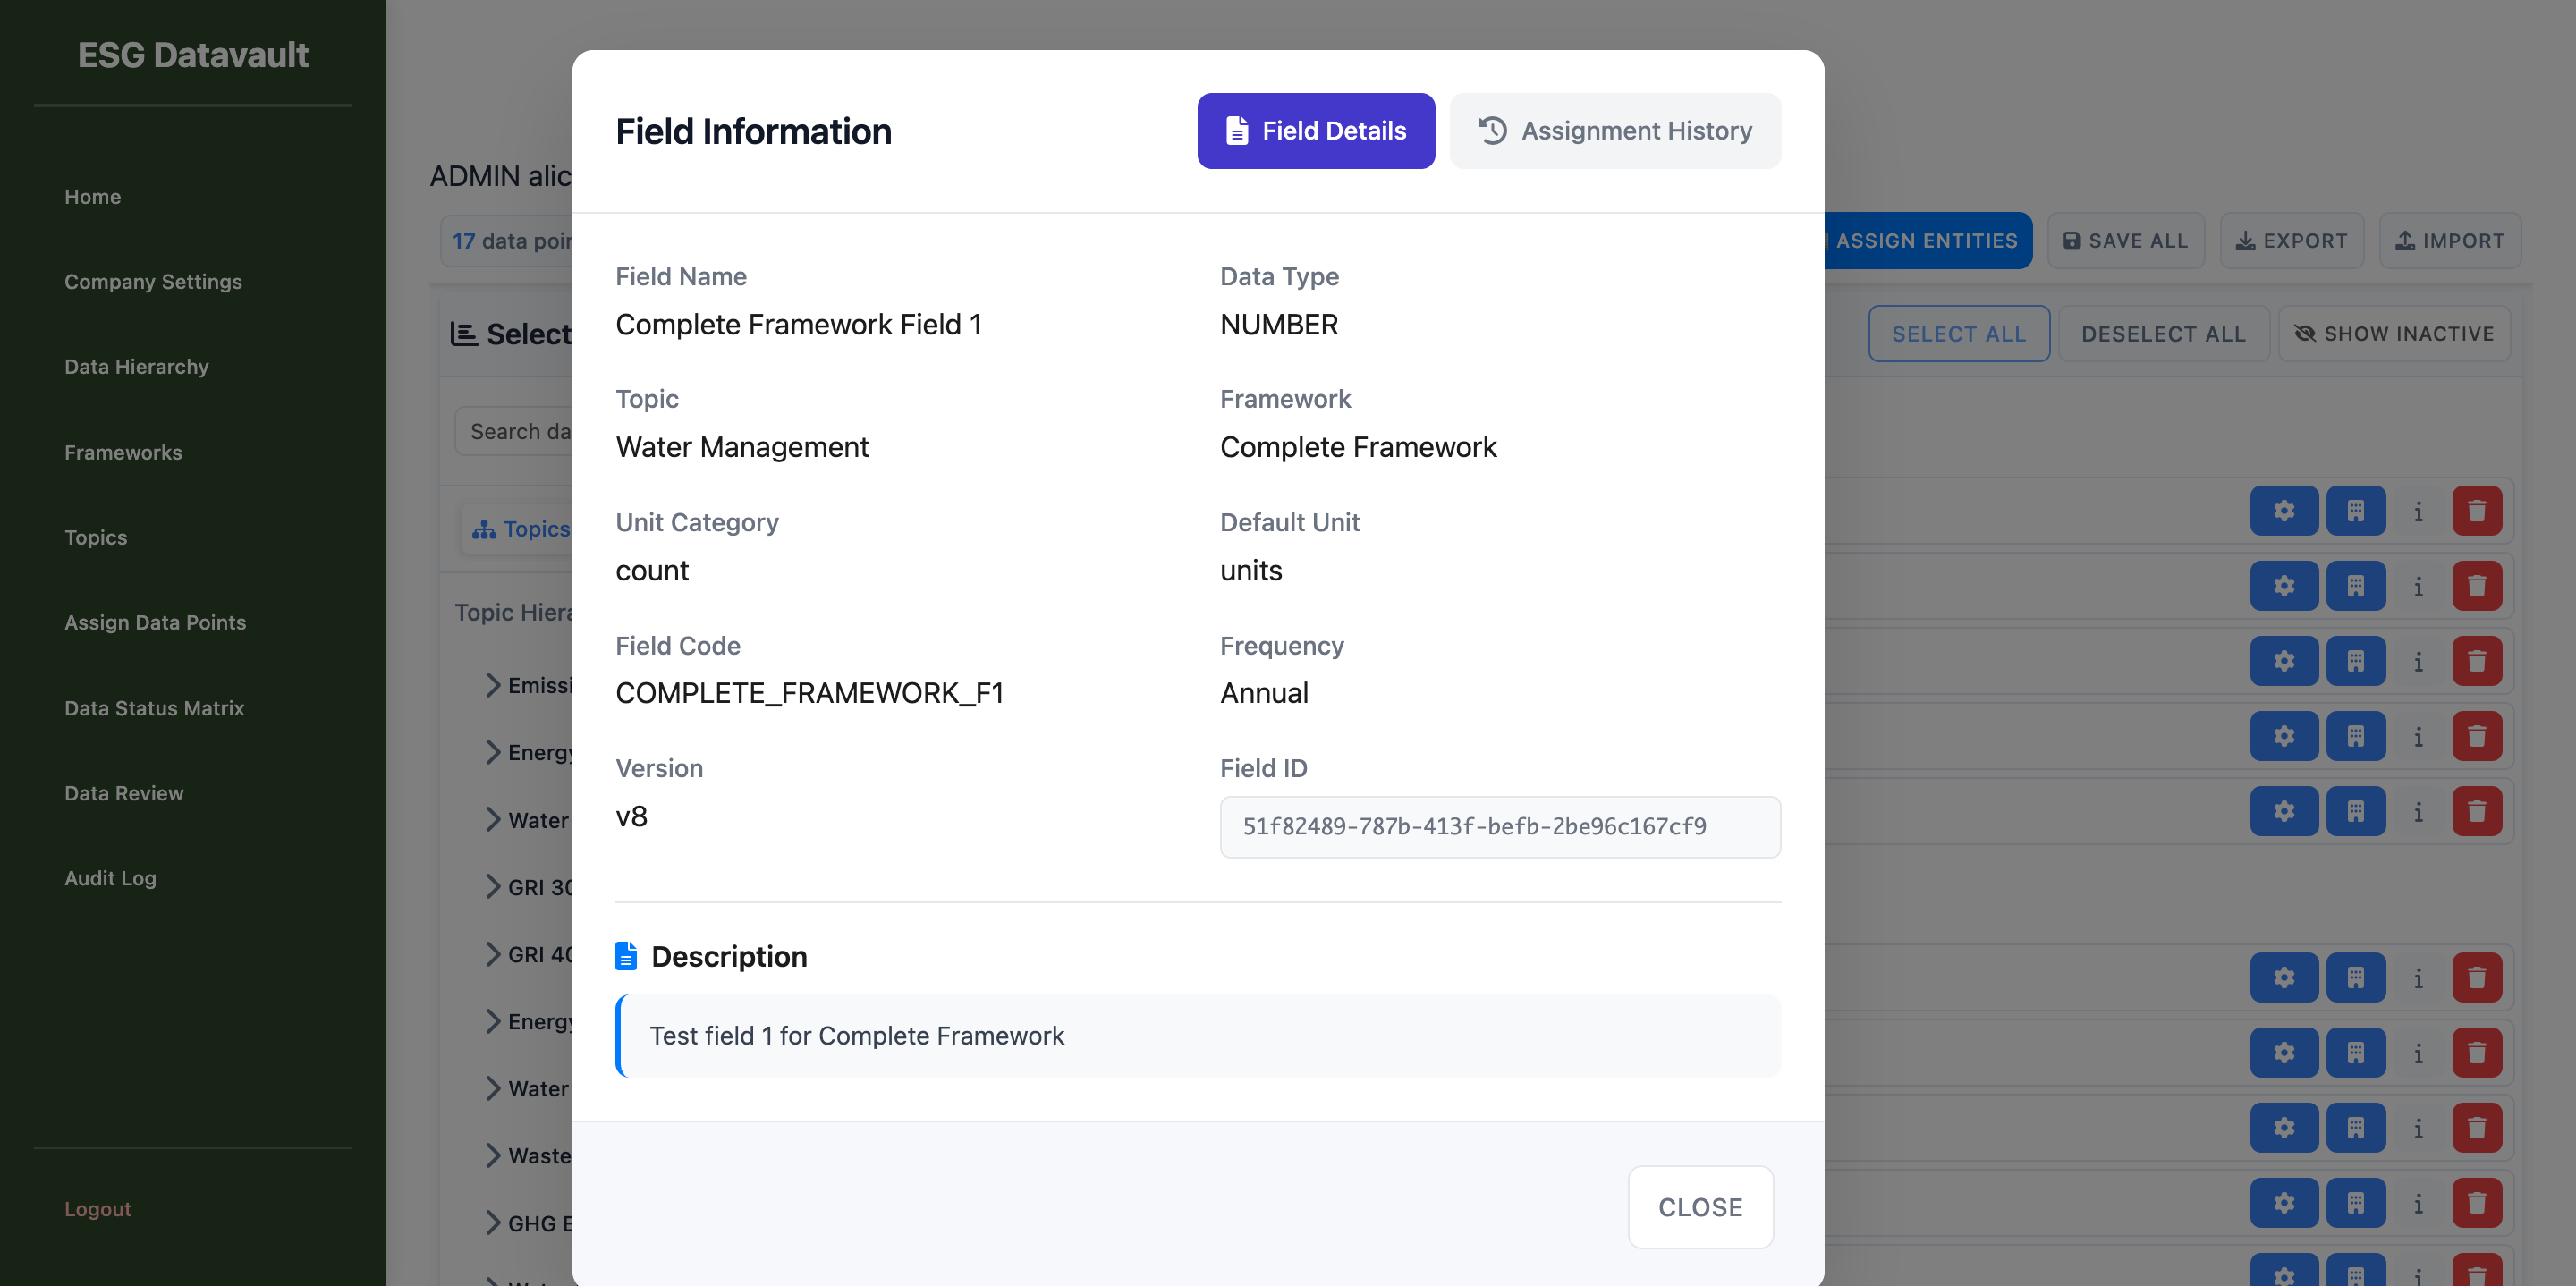 ESG Datavault
Home
Company Settings
Data Hierarchy
Frameworks
Topics
Assign Data Points
Data Status Matrix
Data Review
Audit Log
Logout
ADMIN alic
17 data poin
ASSIGN ENTITIES
SAVE ALL
EXPORT
IMPORT
Select
SELECT ALL
DESELECT ALL
SHOW INACTIVE
Search da
Topics
Topic Hiera
Emissi
Energy
Water
GRI 30
GRI 40
Energy
Water
Waste
GHG E
Field Information
Field Details
Assignment History
Field Name
Complete Framework Field 1
Data Type
NUMBER
Topic
Water Management
Framework
Complete Framework
Unit Category
count
Default Unit
units
Field Code
COMPLETE_FRAMEWORK_F1
Frequency
Annual
Version
v8
Field ID
51f82489-787b-413f-befb-2be96c167cf9
Description
Test field 1 for Complete Framework
CLOSE